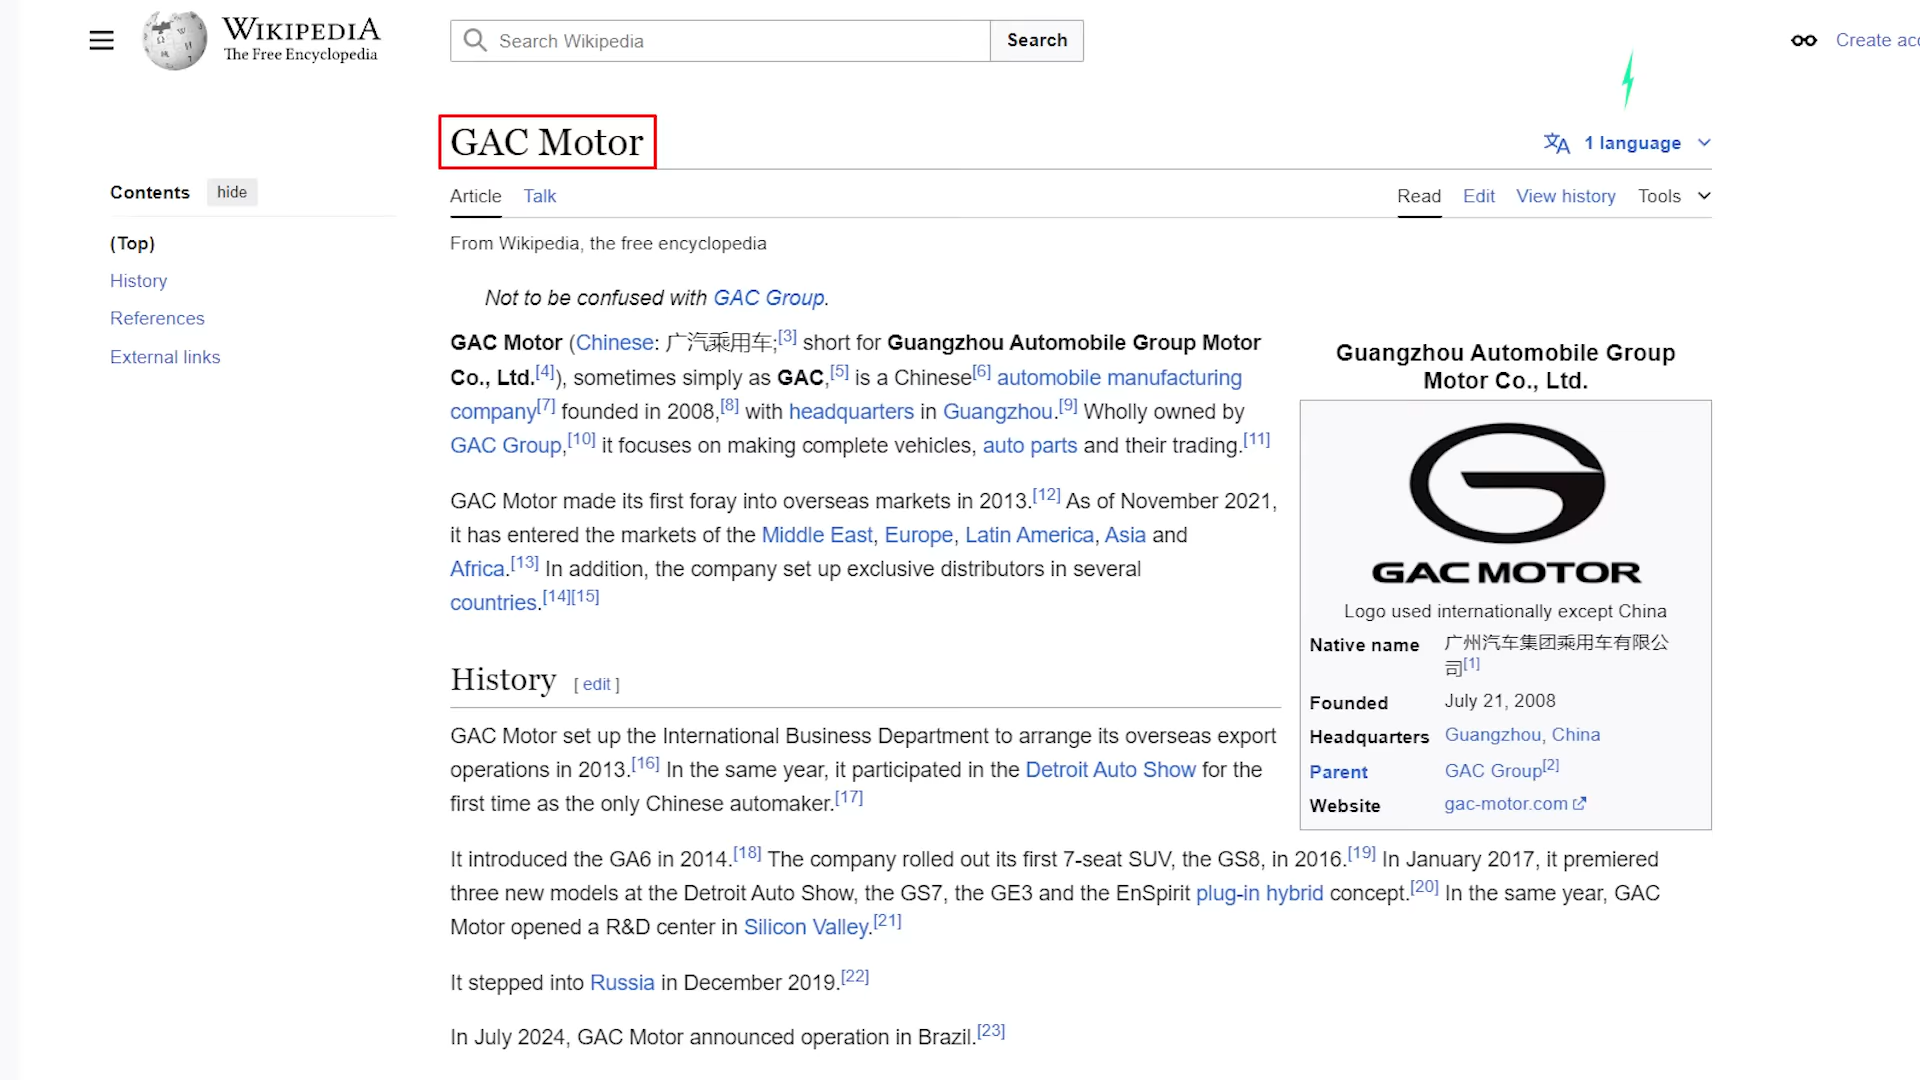 WIKIPEDIA
The Free Encyclopedia
Search Wikipedia
Search
Create acc
GAC Motor
1 language
Contents
hide
Article
Talk
Read
Edit
View history
Tools
From Wikipedia, the free encyclopedia
(Top)
History
References
External links
Not to be confused with GAC Group.
GAC Motor (Chinese: 广汽乘用车;[3] short for Guangzhou Automobile Group Motor
Co., Ltd.[4]), sometimes simply as GAC,[5] is a Chinese[6] automobile manufacturing
company[7] founded in 2008,[8] with headquarters in Guangzhou.[9] Wholly owned by
GAC Group,[10] it focuses on making complete vehicles, auto parts and their trading.[11]
GAC Motor made its first foray into overseas markets in 2013.[12] As of November 2021,
it has entered the markets of the Middle East, Europe, Latin America, Asia and
Africa.[13] In addition, the company set up exclusive distributors in several
countries.[14][15]
Guangzhou Automobile Group
Motor Co., Ltd.
GAC MOTOR
Logo used internationally except China
Native name 广州汽车集团乘用车有限公
司[1]
Founded July 21, 2008
Headquarters Guangzhou, China
Parent GAC Group[2]
Website gac-motor.com
History [ edit ]
GAC Motor set up the International Business Department to arrange its overseas export
operations in 2013.[16] In the same year, it participated in the Detroit Auto Show for the
first time as the only Chinese automaker.[17]
It introduced the GA6 in 2014.[18] The company rolled out its first 7-seat SUV, the GS8, in 2016.[19] In January 2017, it premiered
three new models at the Detroit Auto Show, the GS7, the GE3 and the EnSpirit plug-in hybrid concept.[20] In the same year, GAC
Motor opened a R&D center in Silicon Valley.[21]
It stepped into Russia in December 2019.[22]
In July 2024, GAC Motor announced operation in Brazil.[23]